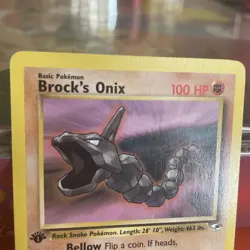 Basic Pokémon
Brock's Onix 100 HP
Rock Snake Pokémon. Length: 28' 10", Weight: 463 lbs.
Bellow Flip a coin. If heads,